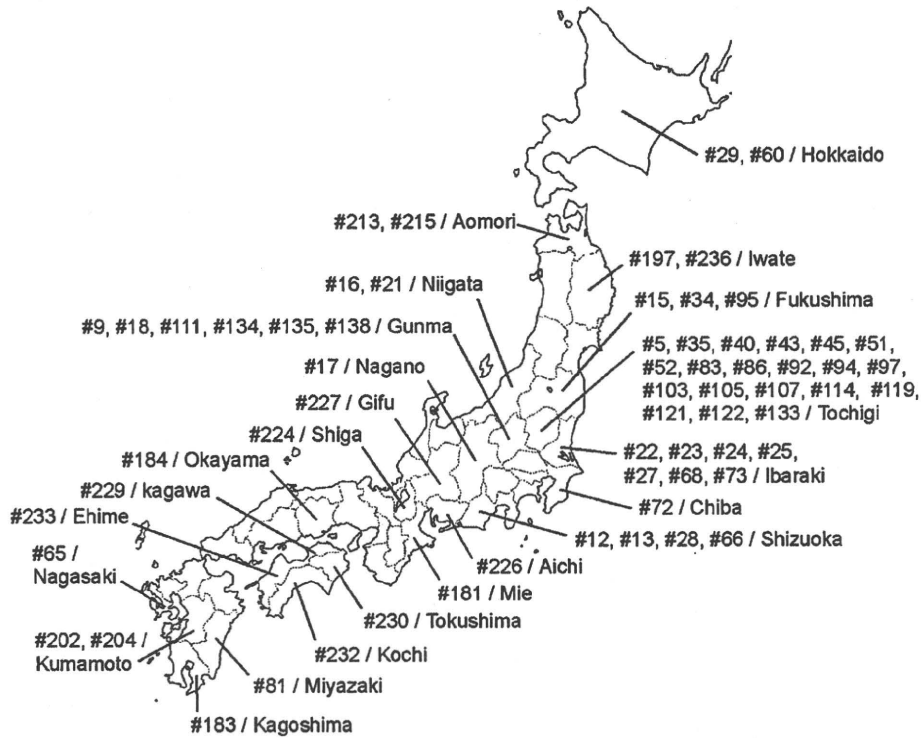 #29, #60 / Hokkaido
#213, #215 / Aomori
#197, #236 / Iwate
#16, #21 / Niigata
#15, #34, #95 / Fukushima
#9, #18, #111, #134, #135, #138 / Gunma
#5, #35, #40, #43, #45, #51,
#52, #83, #86, #92, #94, #97,
#103, #105, #107, #114, #119,
#121, #122, #133 / Tochigi
#17 / Nagano
#227 / Gifu
#224 / Shiga
#22, #23, #24, #25,
#27, #68, #73 / Ibaraki
#184 / Okayama
#229 / kagawa
#72 / Chiba
#233 / Ehime
#12, #13, #28, #66 / Shizuoka
#65 /
Nagasaki
#226 / Aichi
#181 / Mie
#230 / Tokushima
#202, #204 /
Kumamoto
#232 / Kochi
#81 / Miyazaki
#183 / Kagoshima